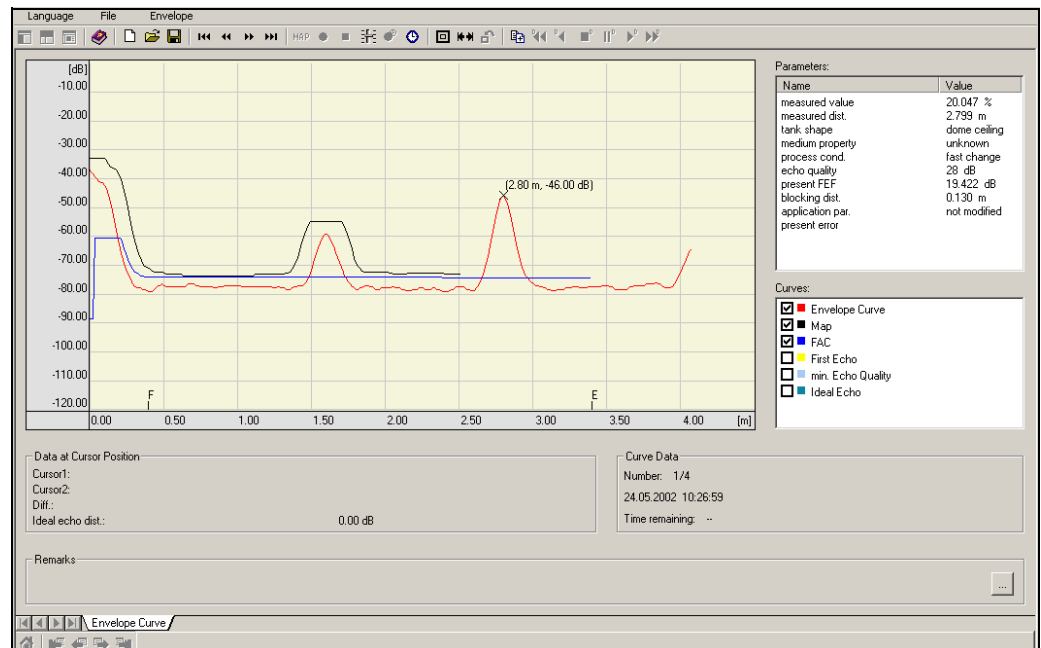 Language File Envelope
MAP
[dB]
-10.00
-20.00
-30.00
-40.00
-50.00
-60.00
-70.00
-80.00
-90.00
-100.00
-110.00
-120.00
(2.80 m, -46.00 dB)
F
E
0.00 0.50 1.00 1.50 2.00 2.50 3.00 3.50 4.00 [m]
Parameters:
Name Value
measured value 20.047 %
measured dist. 2.799 m
tank shape dome ceiling
medium property unknown
process cond. fast change
echo quality 28 dB
present FEF 19.422 dB
blocking dist. 0.130 m
application par. not modified
present error
Curves:
Envelope Curve
Map
FAC
First Echo
min. Echo Quality
Ideal Echo
Data at Cursor Position
Cursor1:
Cursor2:
Diff.:
Ideal echo dist.: 0.00 dB
Curve Data
Number: 1/4
24.05.2002 10:26:59
Time remaining: --
Remarks
...
Envelope Curve